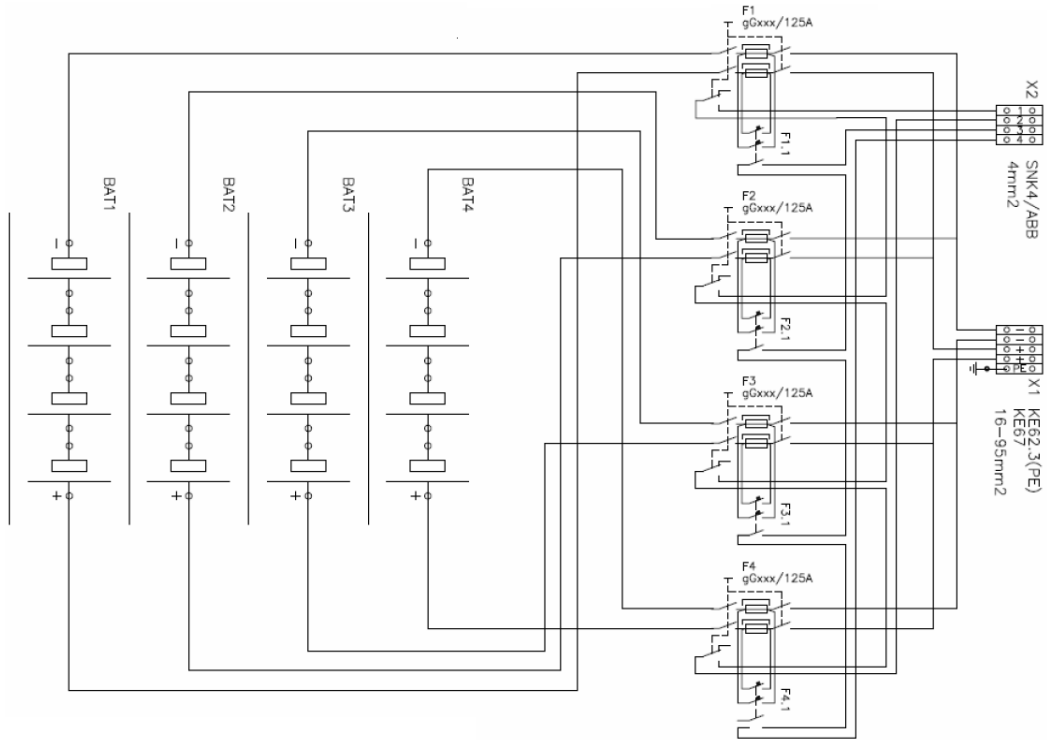 F1
gGxxx/125A
F1.1
X2
1
2
3
4
SNK4/ABB
4mm2
F2
gGxxx/125A
F2.1
BAT1
BAT2
BAT3
BAT4
-
-
-
-
-
-
+
+
PE
X1
KE62.3(PE)
KE67
16-95mm2
F3
gGxxx/125A
F3.1
+
+
+
+
F4
gGxxx/125A
F4.1